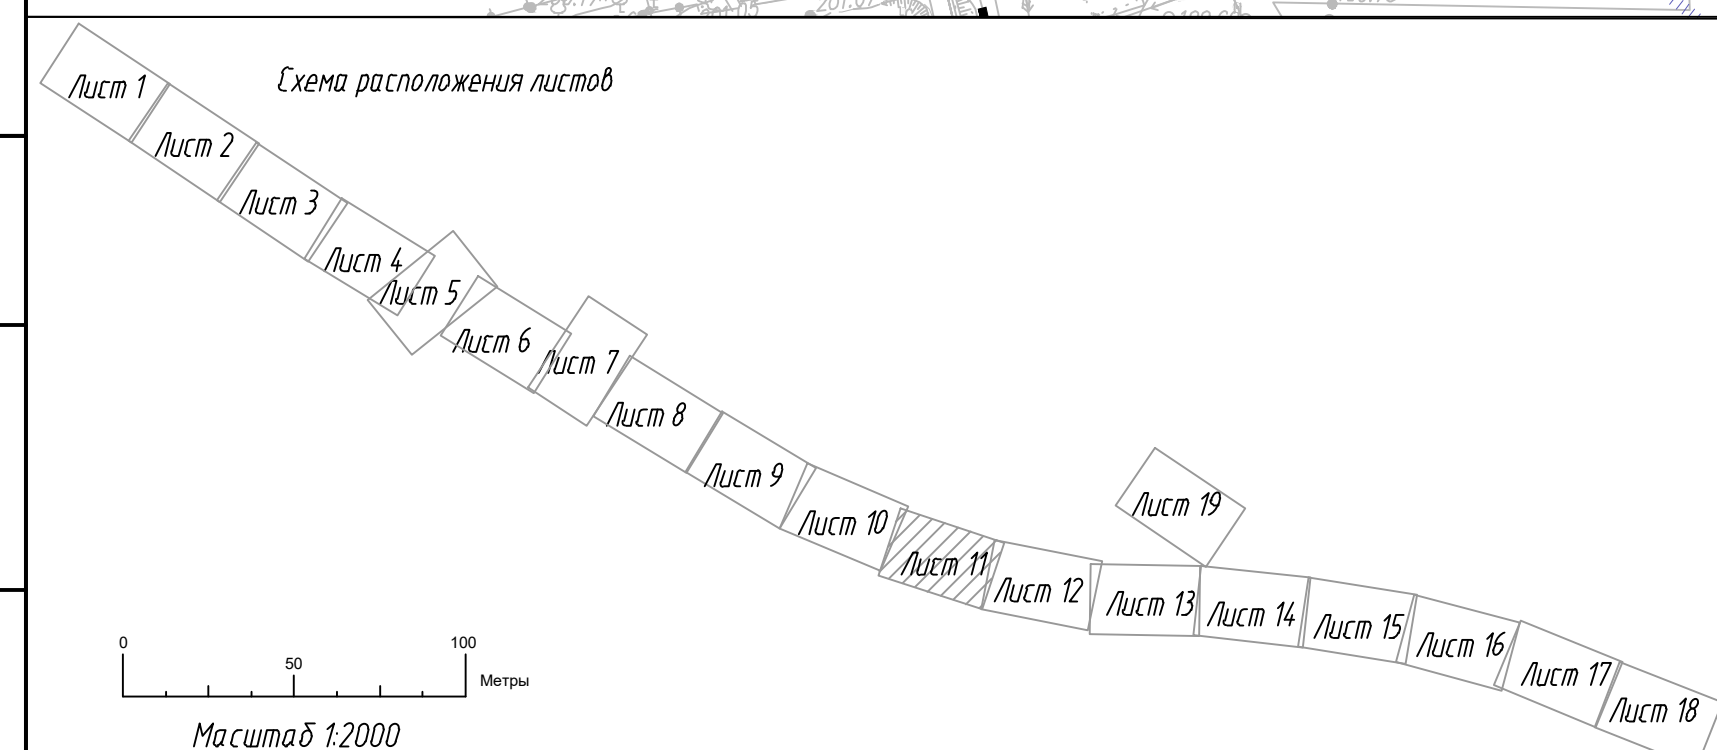 Схема расположения листов
Лист 1
Лист 2
Лист 3
Лист 4
Лист 5
Лист 6
Лист 7
Лист 8
Лист 9
Лист 10
Лист 11
Лист 12
Лист 19
Лист 13
Лист 14
Лист 15
Лист 16
Лист 17
Лист 18
0 50 100
Метры
Масштаб 1:2000